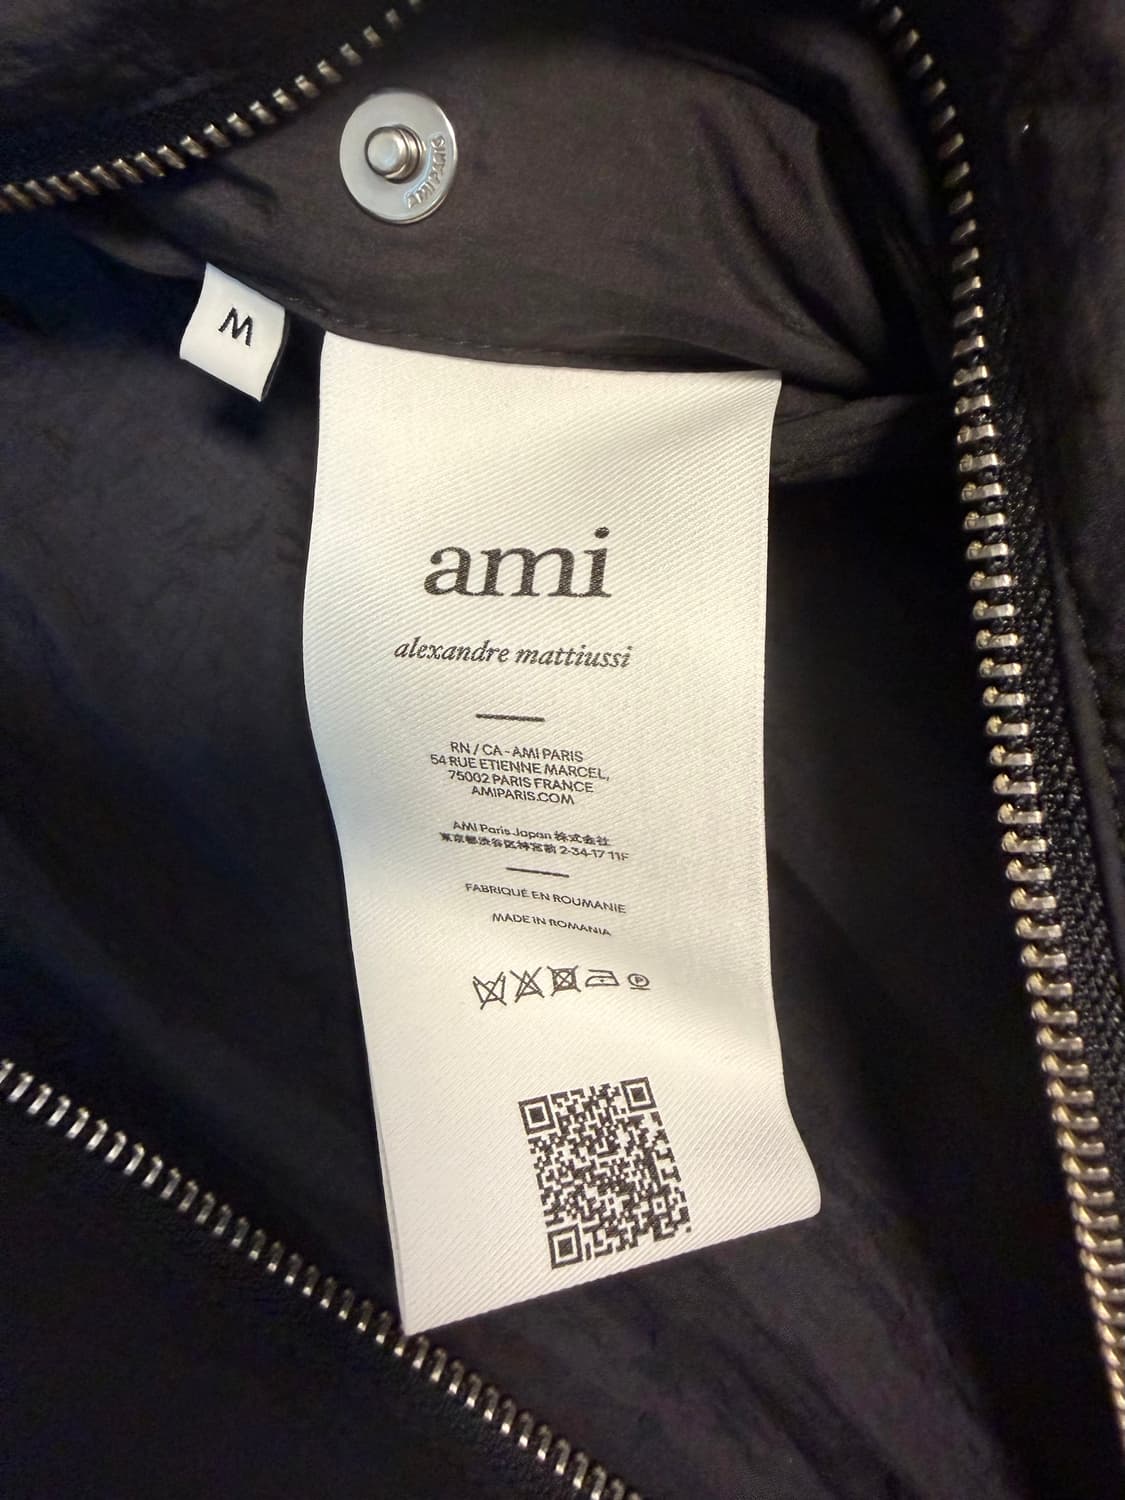 AMI PARIS
M
ami
alexandre mattiussi
RN / CA - AMI PARIS
54 RUE ETIENNE MARCEL,
75002 PARIS FRANCE
AMIPARIS.COM
AMI Paris Japan 株式会社
東京都渋谷区神宮前 2-34-17 11F
FABRIQUÉ EN ROUMANIE
MADE IN ROMANIA
P